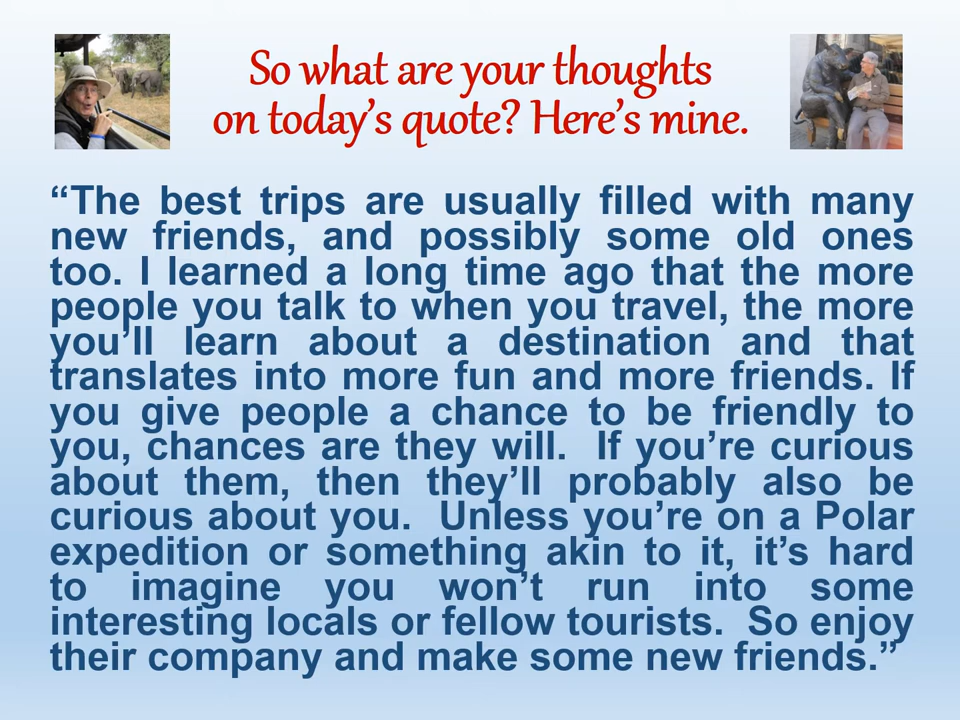 So what are your thoughts
on today's quote? Here's mine.
“The best trips are usually filled with many
new friends, and possibly some old ones
too. I learned a long time ago that the more
people you talk to when you travel, the more
you’ll learn about a destination and that
translates into more fun and more friends. If
you give people a chance to be friendly to
you, chances are they will.  If you’re curious
about them, then they’ll probably also be
curious about you.  Unless you’re on a Polar
expedition or something akin to it, it’s hard
to imagine you won’t run into some
interesting locals or fellow tourists.  So enjoy
their company and make some new friends.”